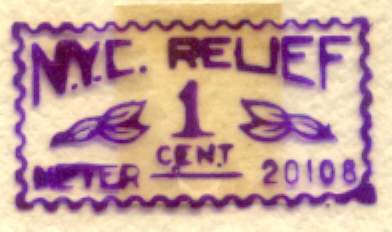 N.Y.C. RELIEF
1
CENT
METER 20108